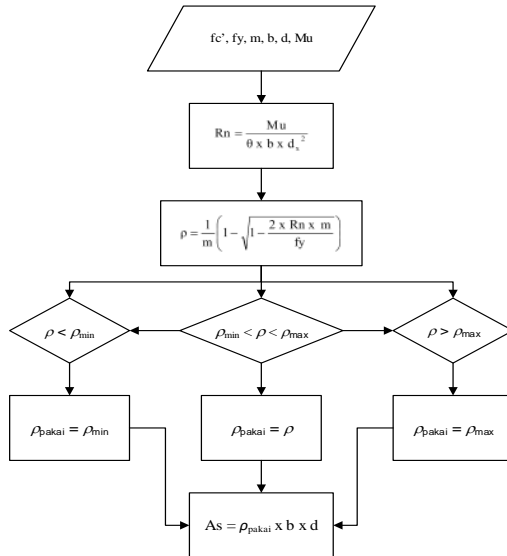 fc’, fy, m, b, d, Mu
Rn = Mu / (θ x b x dₓ²)
ρ = 1/m (1 - √(1 - (2 x Rn x m)/fy))
ρ < ρmin
ρmin < ρ < ρmax
ρ > ρmax
ρpakai = ρmin
ρpakai = ρ
ρpakai = ρmax
As = ρpakai x b x d